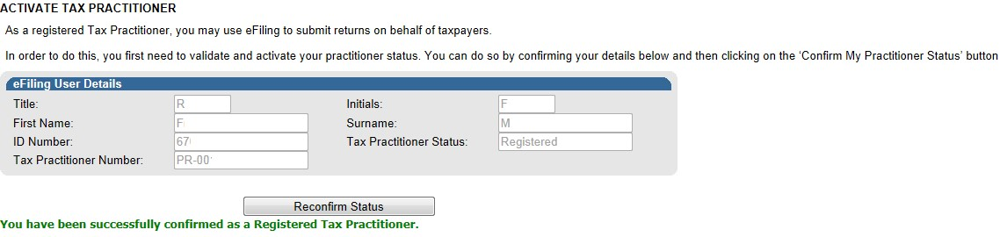 ACTIVATE TAX PRACTITIONER
As a registered Tax Practitioner, you may use eFiling to submit returns on behalf of taxpayers.
In order to do this, you first need to validate and activate your practitioner status. You can do so by confirming your details below and then clicking on the 'Confirm My Practitioner Status' button
eFiling User Details
Title: R Initials: F
First Name: F Surname: M
ID Number: 67 Tax Practitioner Status: Registered
Tax Practitioner Number: PR-00
Reconfirm Status
You have been successfully confirmed as a Registered Tax Practitioner.